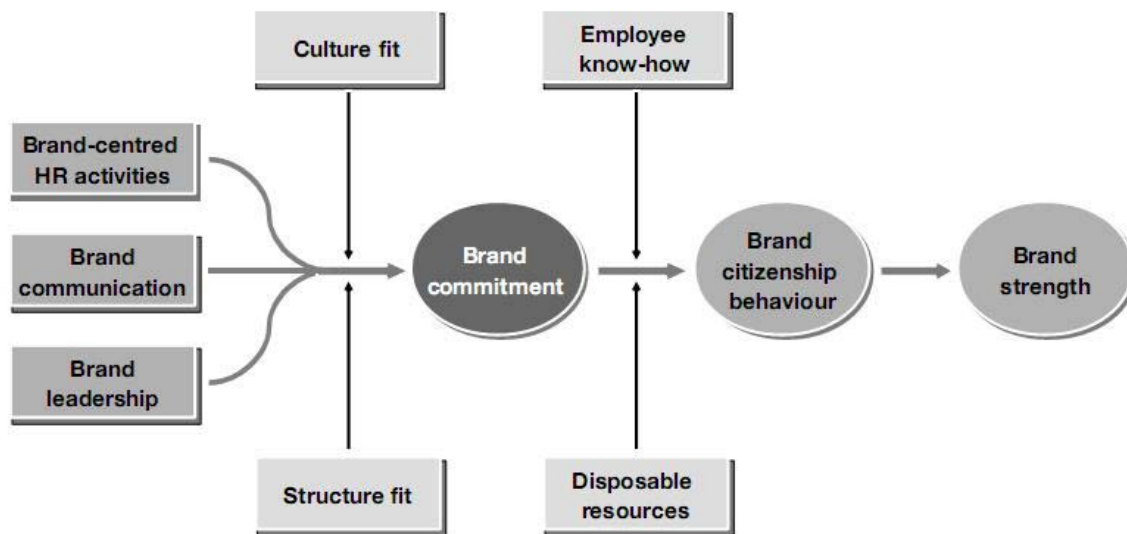 Culture fit
Employee
know-how
Brand-centred
HR activities
Brand
communication
Brand
leadership
Brand
commitment
Brand
citizenship
behaviour
Brand
strength
Structure fit
Disposable
resources